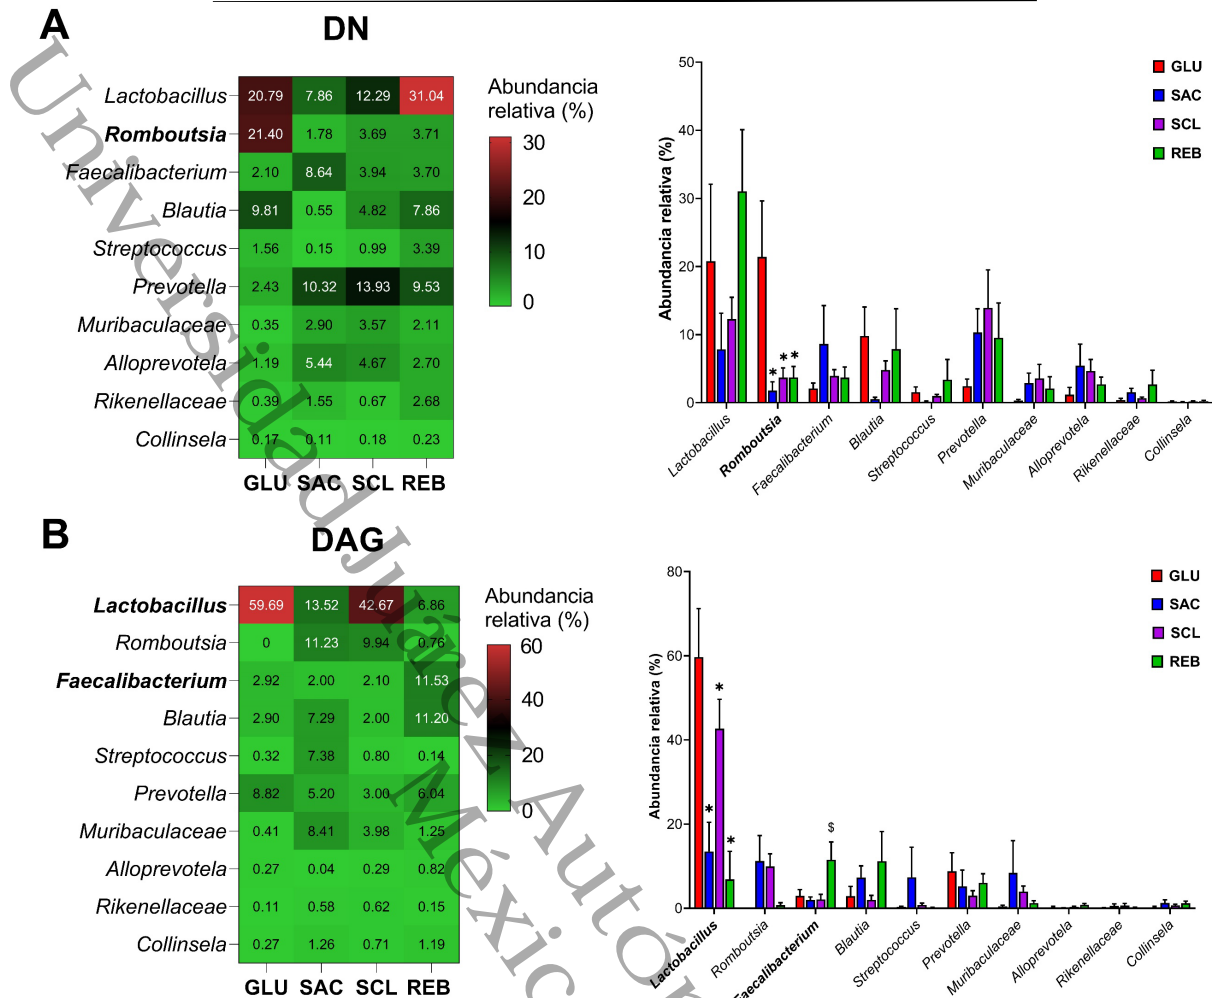 A
DN
Abundancia
relativa (%)
Lactobacillus 20.79 7.86 12.29 31.04
Romboutsia 21.40 1.78 3.69 3.71
Faecalibacterium 2.10 8.64 3.94 3.70
Blautia 9.81 0.55 4.82 7.86
Streptococcus 1.56 0.15 0.99 3.39
Prevotella 2.43 10.32 13.93 9.53
Muribaculaceae 0.35 2.90 3.57 2.11
Alloprevotela 1.19 5.44 4.67 2.70
Rikenellaceae 0.39 1.55 0.67 2.68
Collinsela 0.17 0.11 0.18 0.23
GLU SAC SCL REB
30
20
10
0
Abundancia relativa (%)
50
40
30
20
10
0
* * *
Lactobacillus
Romboutsia
Faecalibacterium
Blautia
Streptococcus
Prevotella
Muribaculaceae
Alloprevotela
Rikenellaceae
Collinsela
GLU
SAC
SCL
REB
B
DAG
Abundancia
relativa (%)
Lactobacillus 59.69 13.52 42.67 6.86
Romboutsia 0 11.23 9.94 0.76
Faecalibacterium 2.92 2.00 2.10 11.53
Blautia 2.90 7.29 2.00 11.20
Streptococcus 0.32 7.38 0.80 0.14
Prevotella 8.82 5.20 3.00 6.04
Muribaculaceae 0.41 8.41 3.98 1.25
Alloprevotela 0.27 0.04 0.29 0.82
Rikenellaceae 0.11 0.58 0.62 0.15
Collinsela 0.27 1.26 0.71 1.19
GLU SAC SCL REB
60
40
20
0
Abundancia relativa (%)
80
60
40
20
0
* * *
$
Lactobacillus
Romboutsia
Faecalibacterium
Blautia
Streptococcus
Prevotella
Muribaculaceae
Alloprevotela
Rikenellaceae
Collinsela
GLU
SAC
SCL
REB
Universidad Juárez